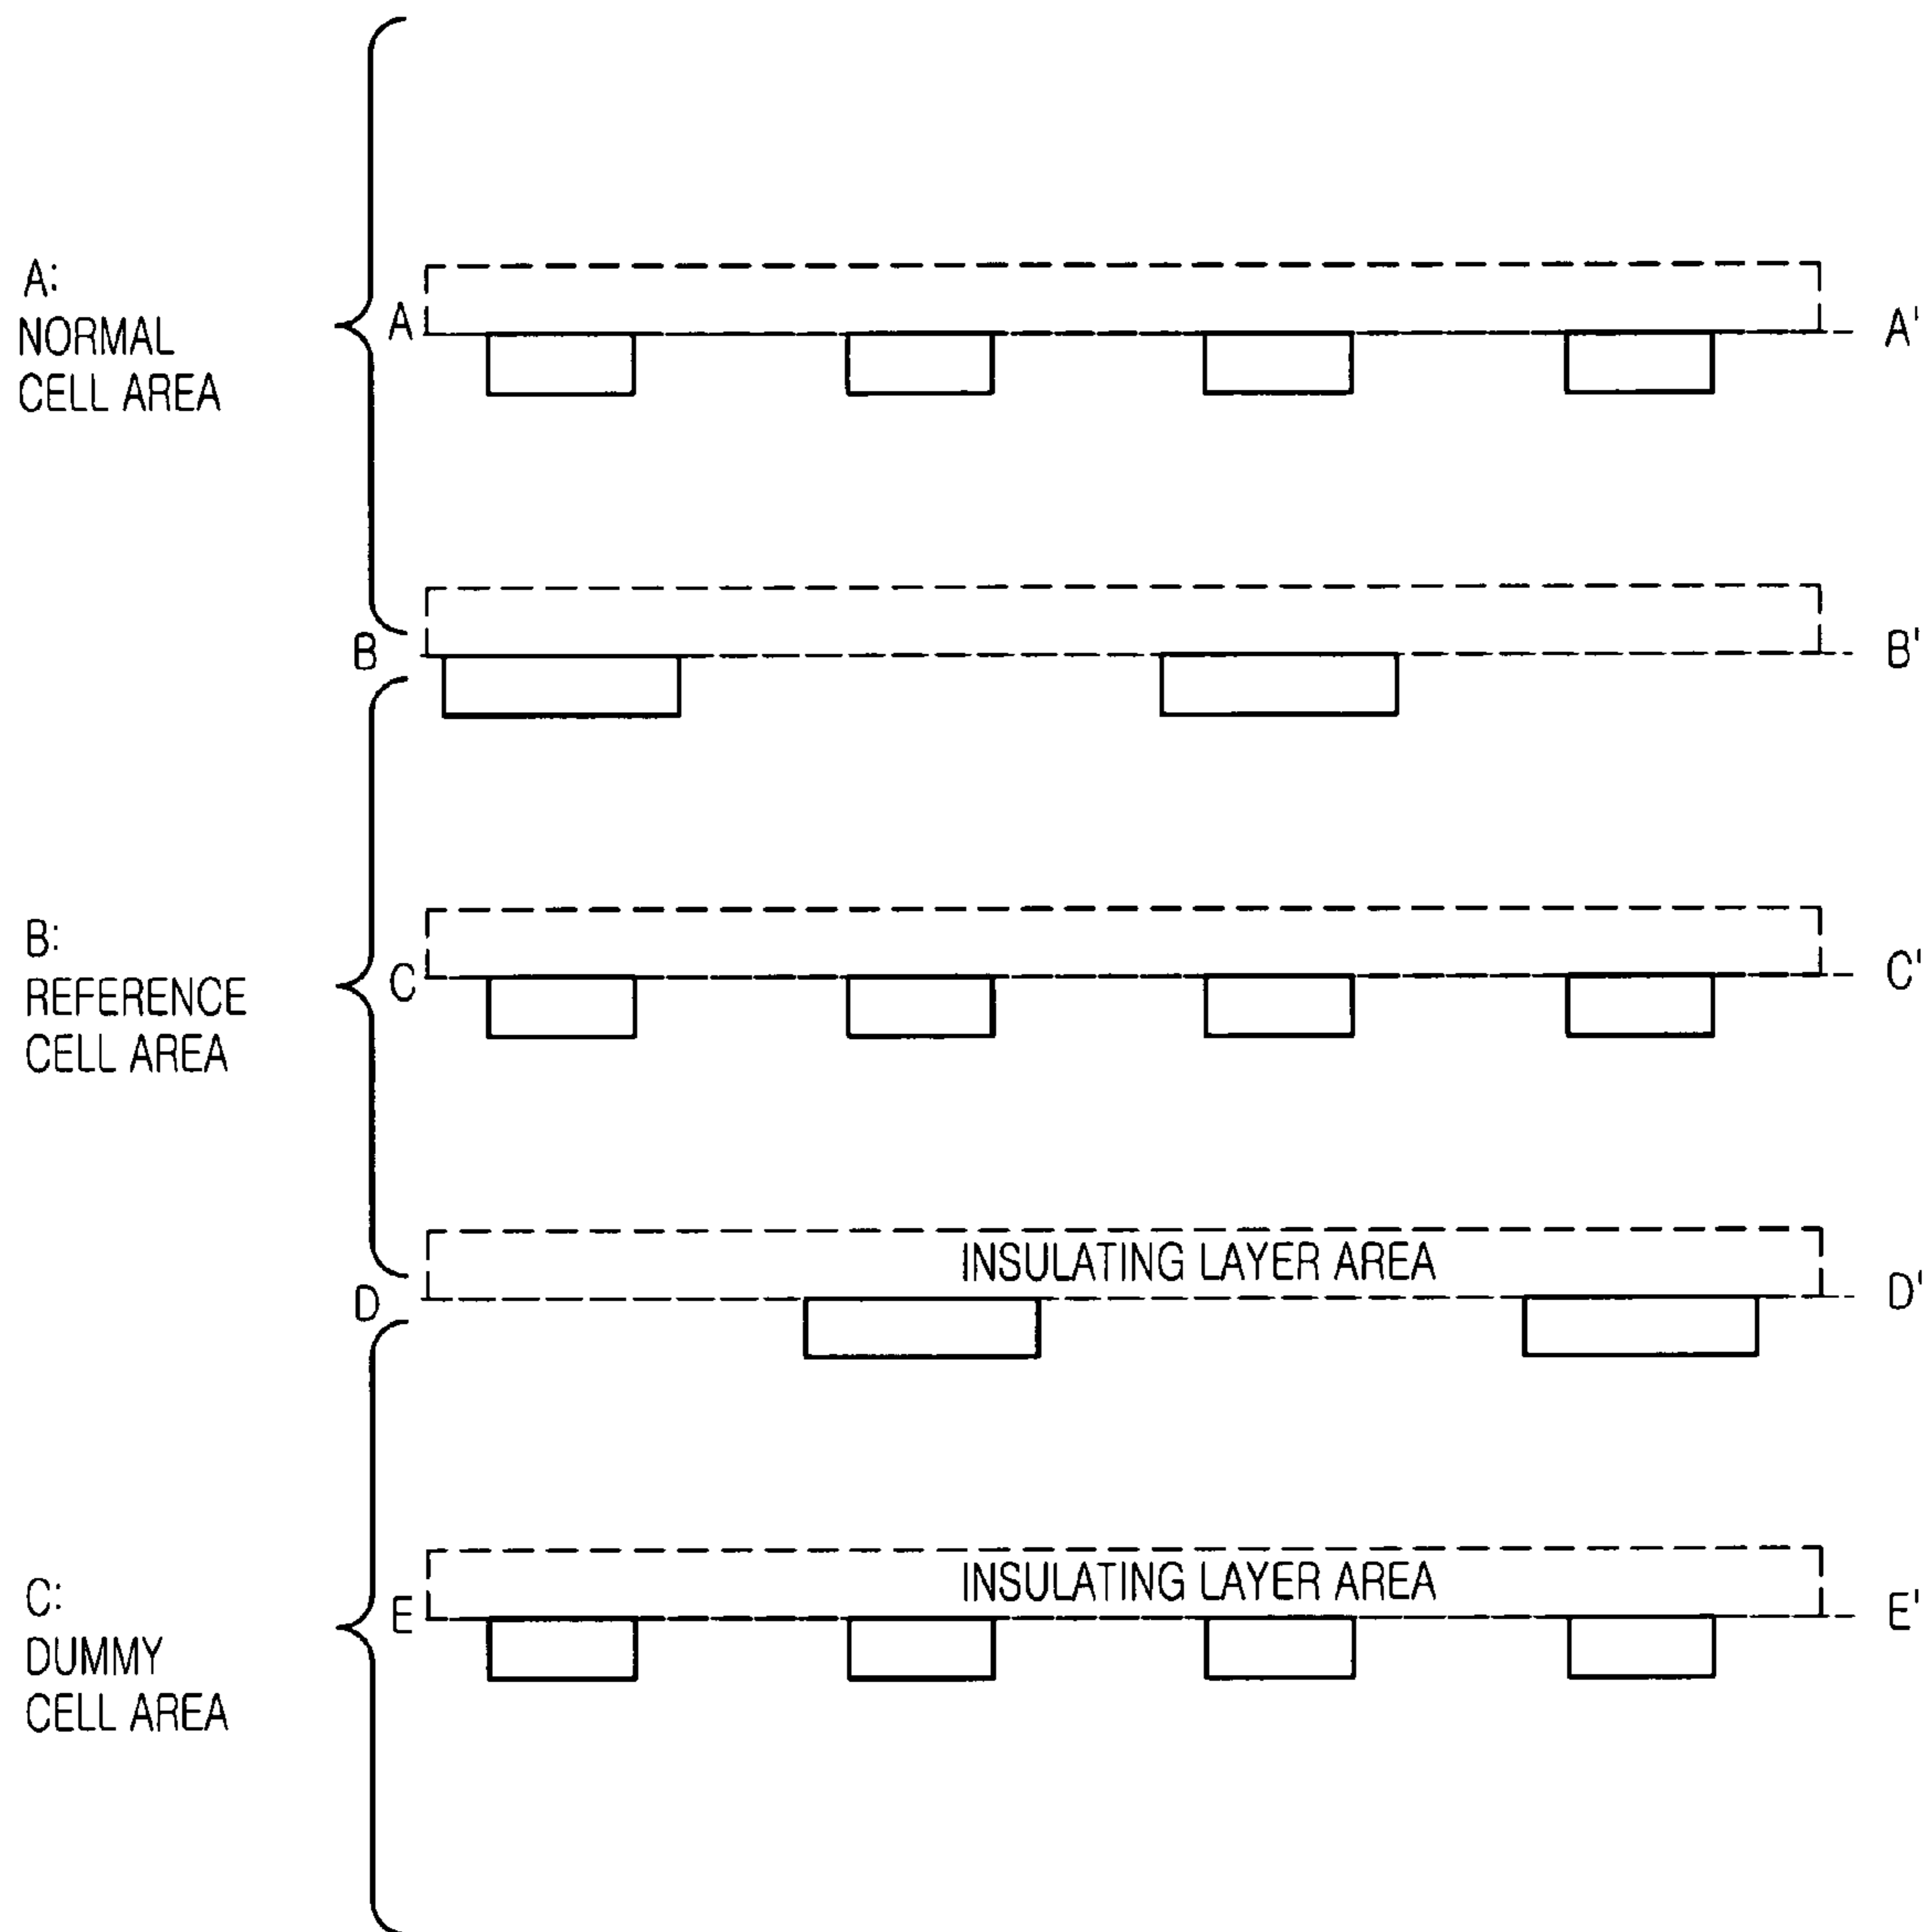 A:
NORMAL
CELL AREA
A A'
B B'
B:
REFERENCE
CELL AREA
C C'
INSULATING LAYER AREA
D D'
INSULATING LAYER AREA
C:
DUMMY
CELL AREA
E E'